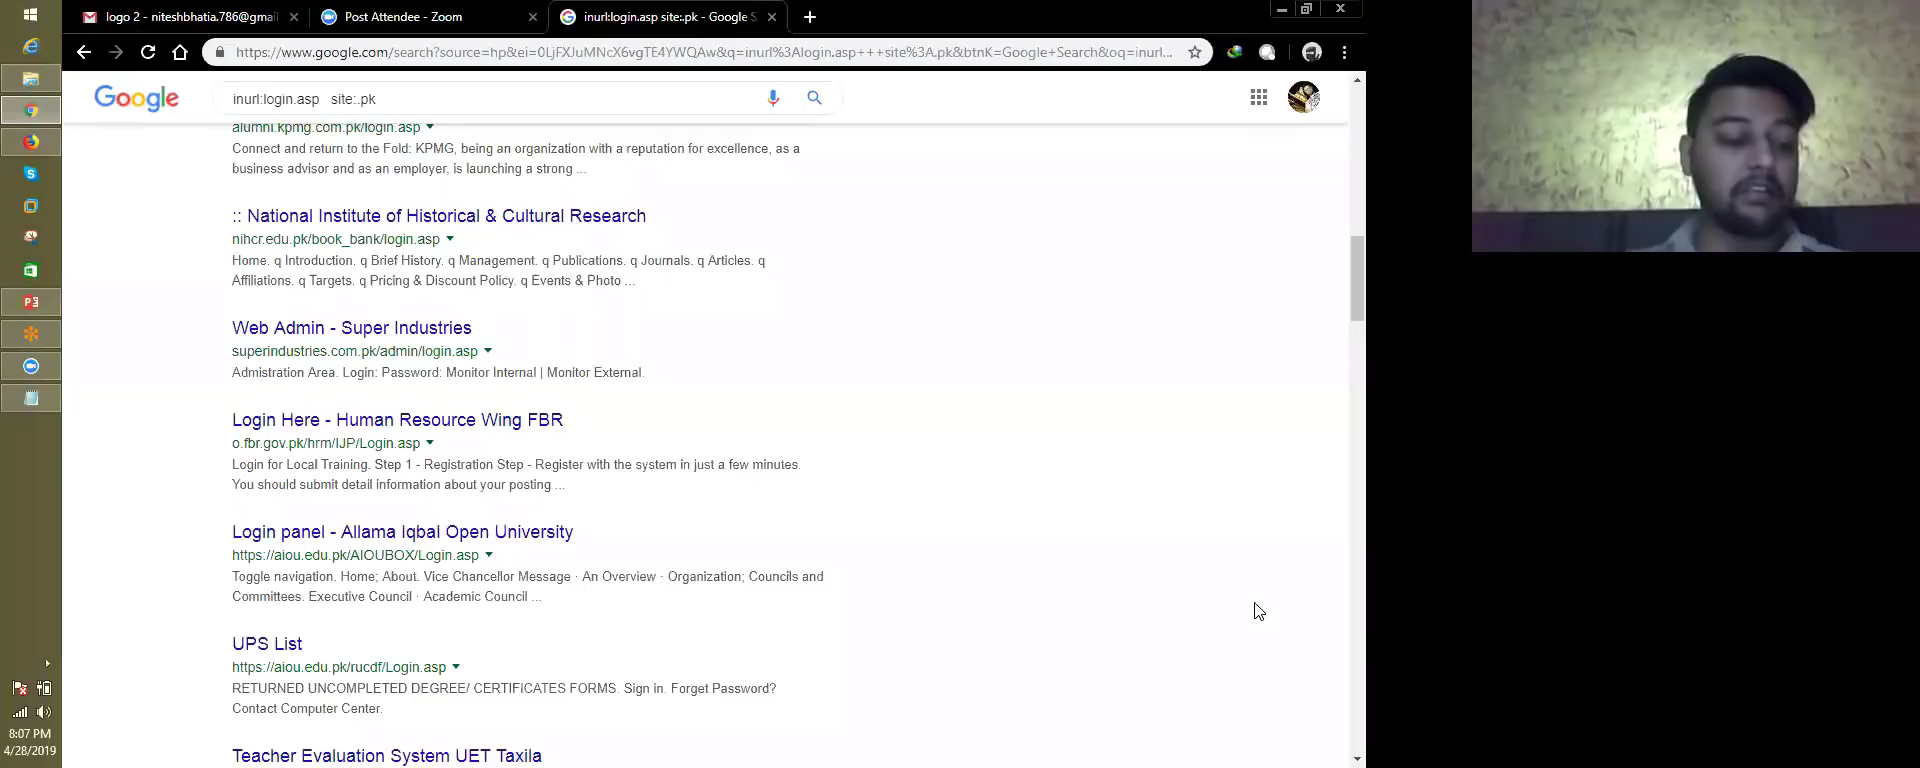 logo 2 - niteshbhatia.786@gmail
Post Attendee - Zoom
inurl:login.asp site:.pk - Google S
https://www.google.com/search?source=hp&ei=0LjFXJuMNcX6vgTE4YWQAw&q=inurl%3Alogin.asp+++site%3A.pk&btnK=Google+Search&oq=inurl...
Google
inurl:login.asp site:.pk
alumni.kpmg.com.pk/login.asp
Connect and return to the Fold: KPMG, being an organization with a reputation for excellence, as a
business advisor and as an employer, is launching a strong ...
:: National Institute of Historical & Cultural Research
nihcr.edu.pk/book_bank/login.asp
Home. q Introduction. q Brief History. q Management. q Publications. q Journals. q Articles. q
Affiliations. q Targets. q Pricing & Discount Policy. q Events & Photo ...
Web Admin - Super Industries
superindustries.com.pk/admin/login.asp
Admistration Area. Login: Password: Monitor Internal | Monitor External.
Login Here - Human Resource Wing FBR
o.fbr.gov.pk/hrm/IJP/Login.asp
Login for Local Training. Step 1 - Registration Step - Register with the system in just a few minutes.
You should submit detail information about your posting ...
Login panel - Allama Iqbal Open University
https://aiou.edu.pk/AIOUBOX/Login.asp
Toggle navigation. Home; About. Vice Chancellor Message · An Overview · Organization; Councils and
Committees. Executive Council · Academic Council ...
UPS List
https://aiou.edu.pk/rucdf/Login.asp
RETURNED UNCOMPLETED DEGREE/ CERTIFICATES FORMS. Sign in. Forget Password?
Contact Computer Center.
Teacher Evaluation System UET Taxila
8:07 PM
4/28/2019